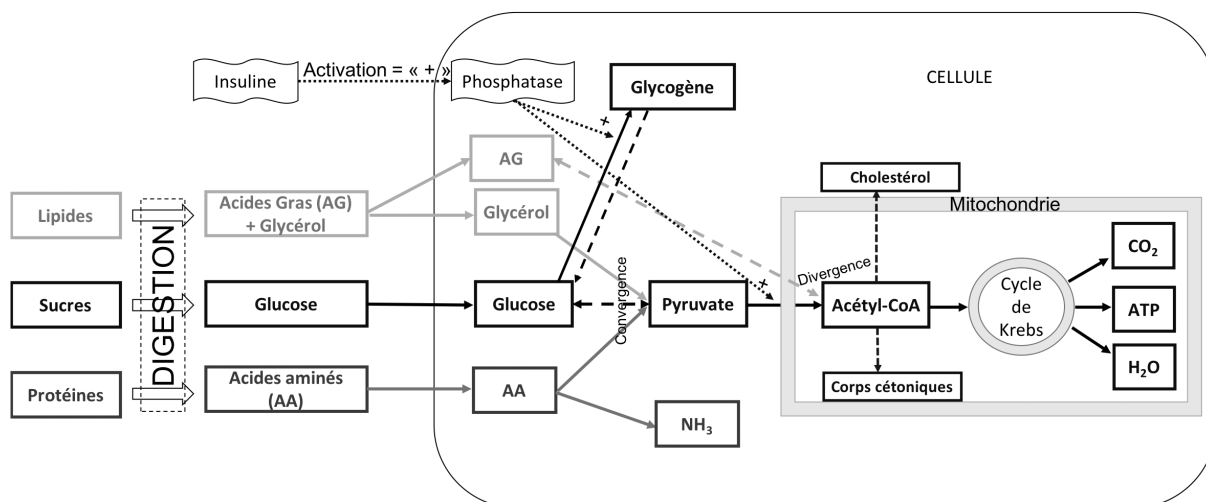 Insuline
Activation = « + »
Phosphatase
Glycogène
CELLULE
+
AG
Cholestérol
Lipides
Acides Gras (AG)
+ Glycérol
Glycérol
Mitochondrie
DIGESTION
Divergence
CO₂
Sucres
Glucose
Glucose
Convergence
Pyruvate
+
Acétyl-CoA
Cycle
de
Krebs
ATP
H₂O
Protéines
Acides aminés
(AA)
AA
Corps cétoniques
NH₃